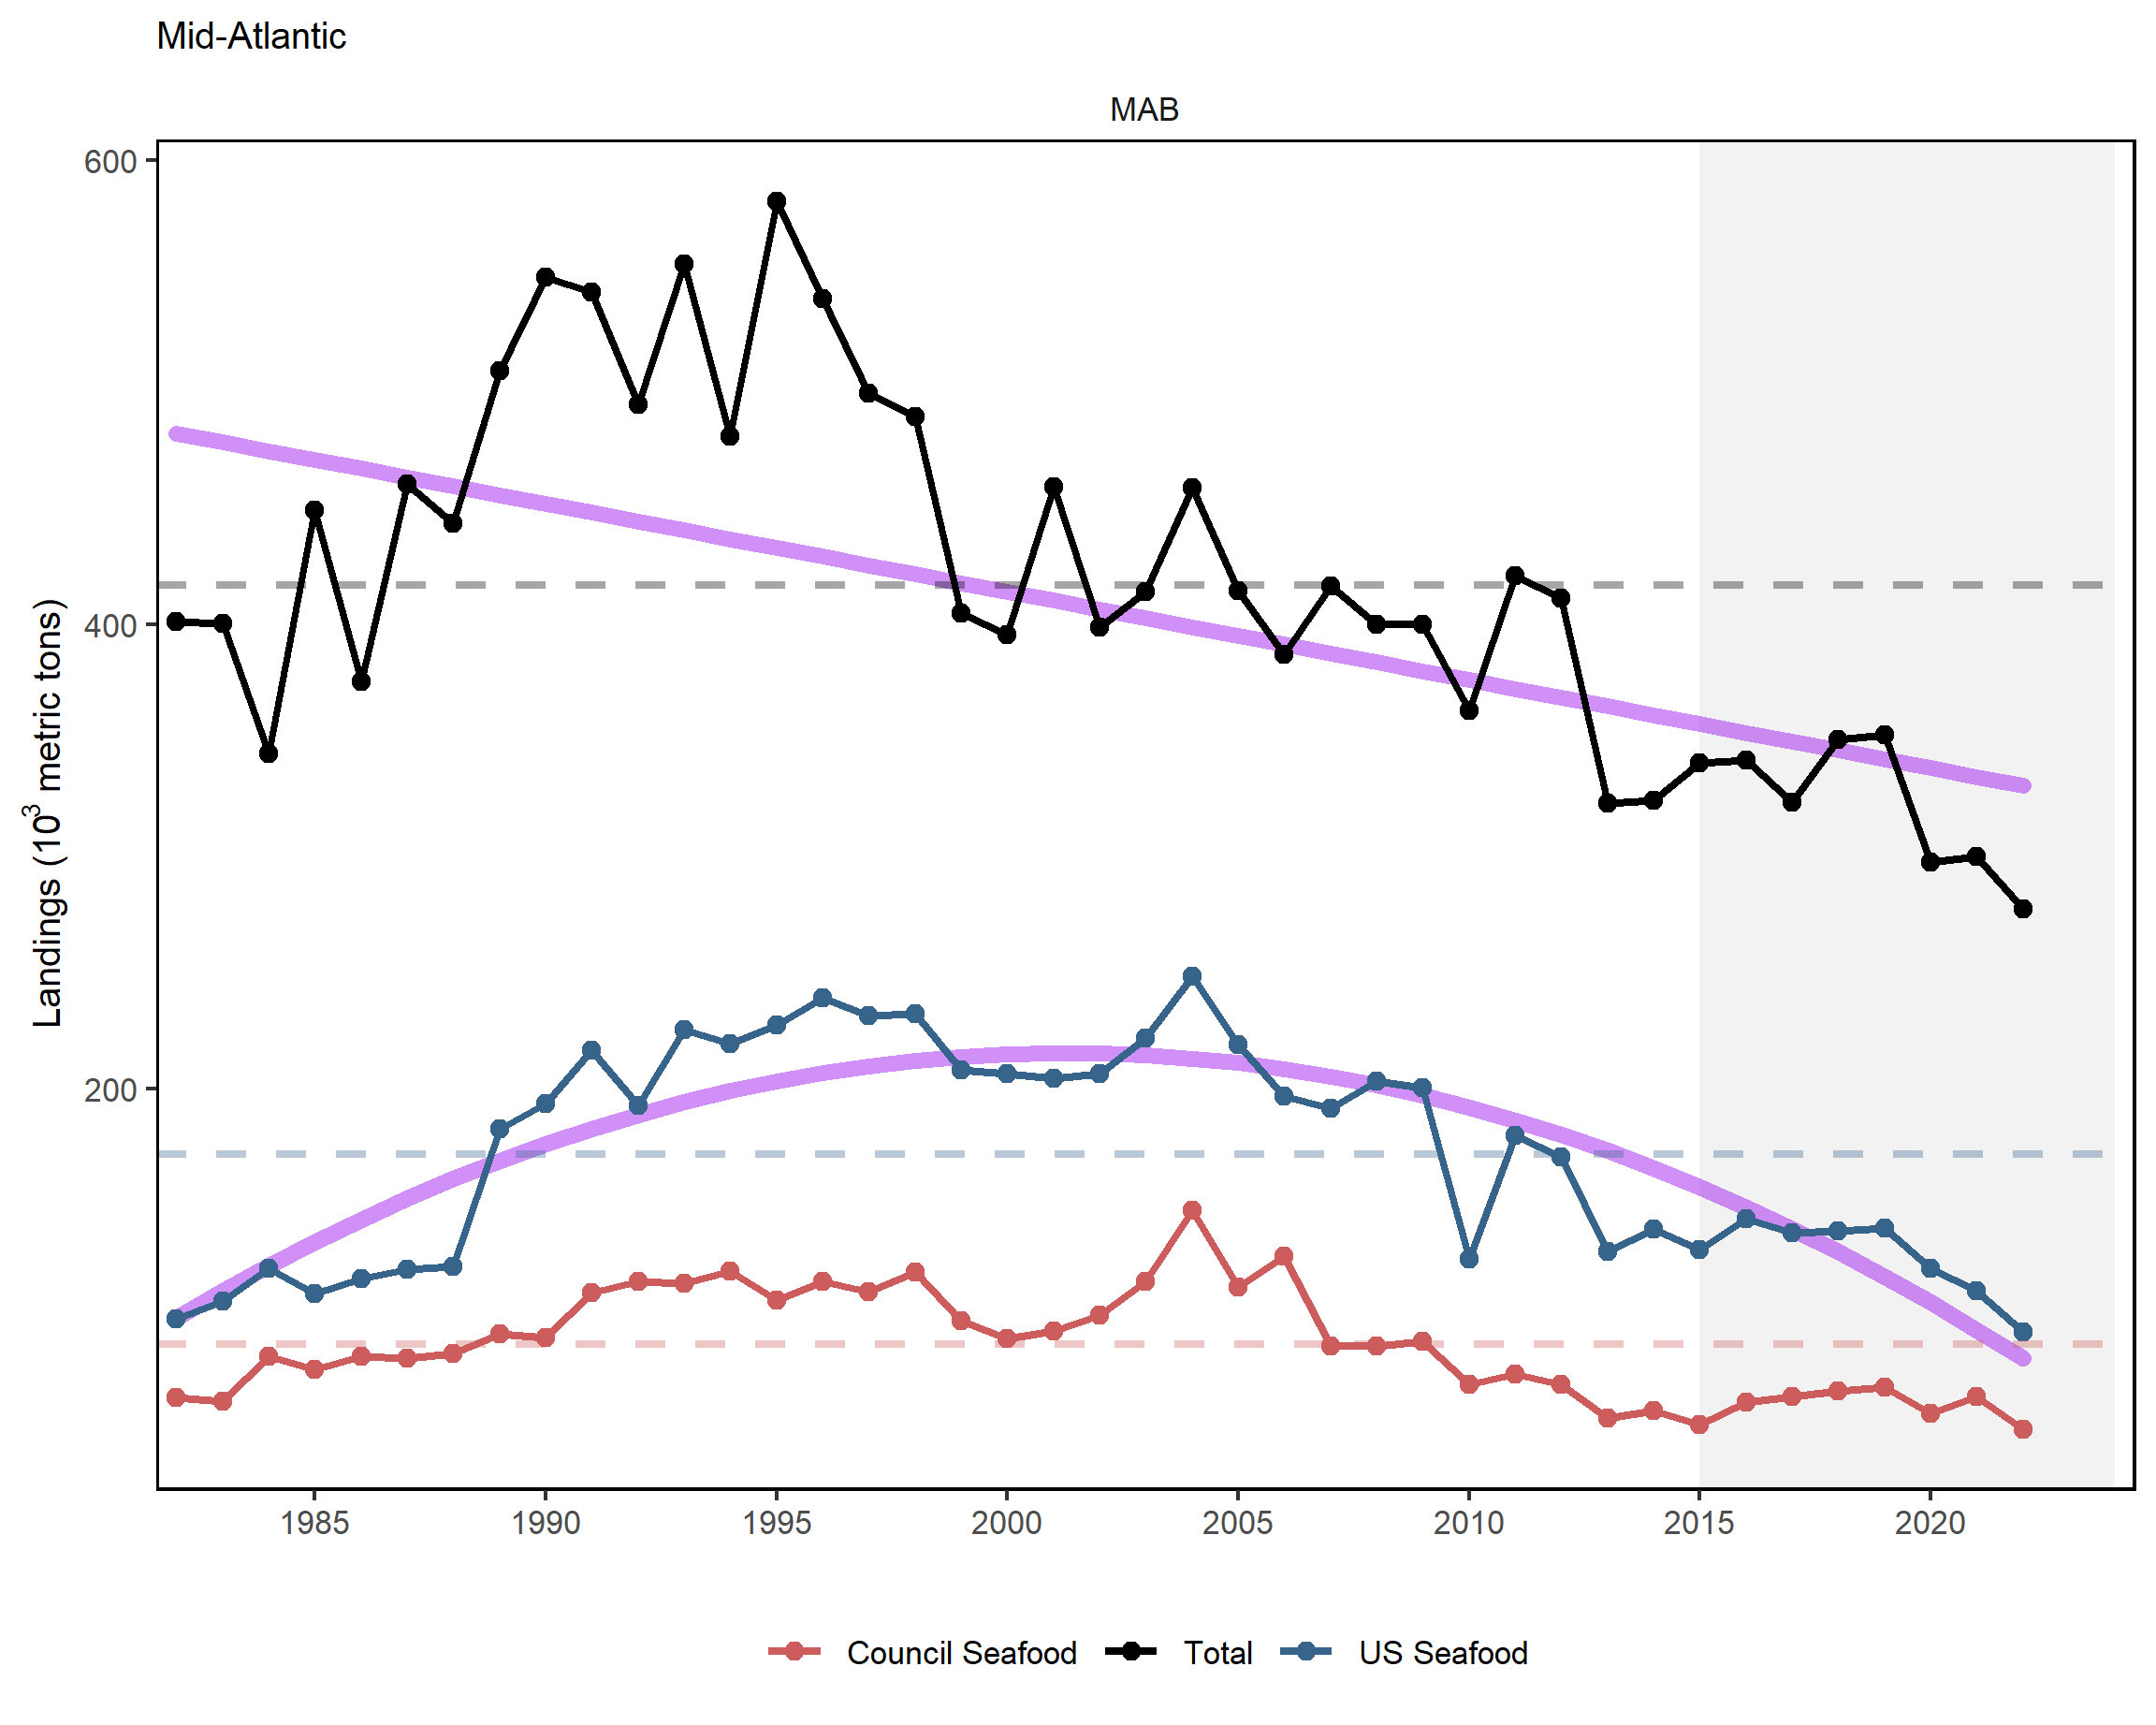 Mid-Atlantic
MAB
600
400
200
Landings (10³ metric tons)
1985 1990 1995 2000 2005 2010 2015 2020
Council Seafood Total US Seafood